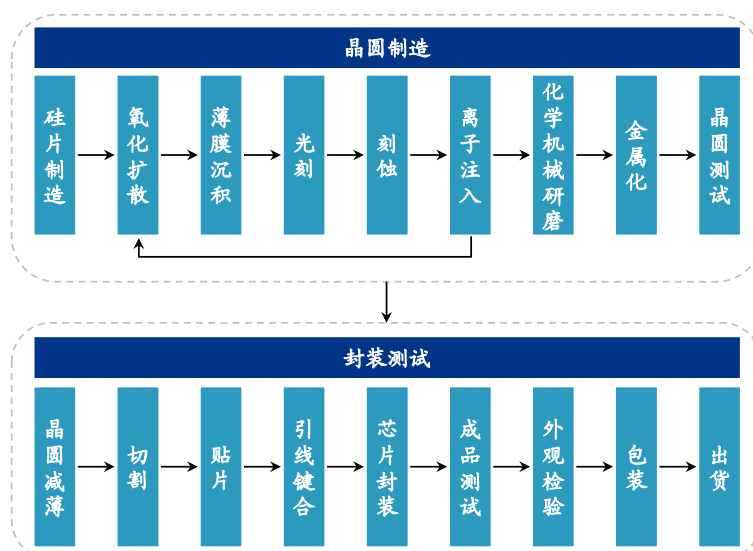 晶圆制造
硅片制造
氧化扩散
薄膜沉积
光刻
刻蚀
离子注入
化学机械研磨
金属化
晶圆测试
封装测试
晶圆减薄
切割
贴片
引线键合
芯片封装
成品测试
外观检验
包装
出货